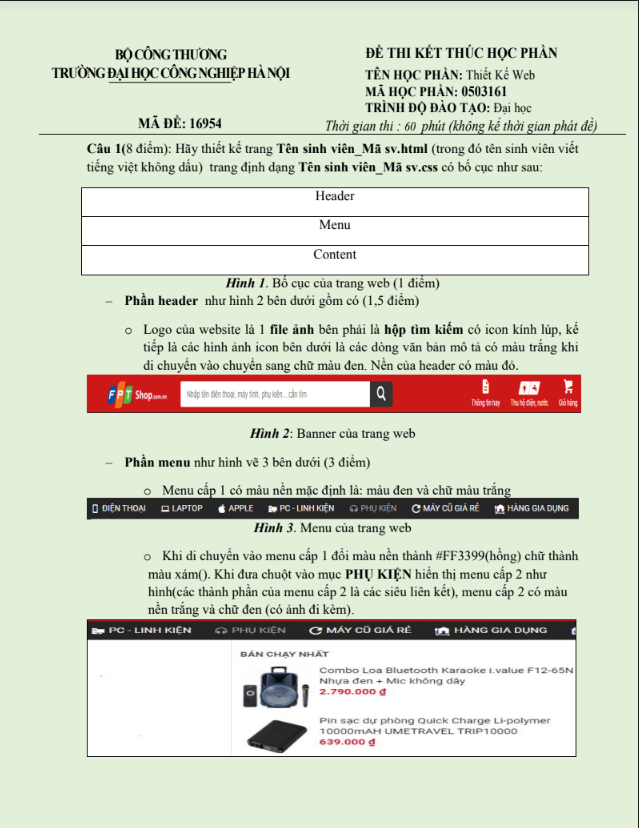 BỘ CÔNG THƯƠNG
TRƯỜNG ĐẠI HỌC CÔNG NGHIỆP HÀ NỘI
MÃ ĐỀ: 16954
ĐỀ THI KẾT THÚC HỌC PHẦN
TÊN HỌC PHẦN: Thiết Kế Web
MÃ HỌC PHẦN: 0503161
TRÌNH ĐỘ ĐÀO TẠO: Đại học
Thời gian thi : 60 phút (không kể thời gian phát đề)
Câu 1(8 điểm): Hãy thiết kế trang Tên sinh viên_Mã sv.html (trong đó tên sinh viên viết
tiếng việt không dấu) trang định dạng Tên sinh viên_Mã sv.css có bố cục như sau:
Header
Menu
Content
Hình 1. Bố cục của trang web (1 điểm)
– Phần header như hình 2 bên dưới gồm có (1,5 điểm)
o Logo của website là 1 file ảnh bên phải là hộp tìm kiếm có icon kính lúp, kế
tiếp là các hình ảnh icon bên dưới là các dòng văn bản mô tả có màu trắng khi
di chuyển vào chuyển sang chữ màu đen. Nền của header có màu đỏ.
FPT Shop.com.vn Nhập tên điện thoại, máy tính, phụ kiện... cần tìm Thông tin hay Thu hộ điện, nước Giỏ hàng
Hình 2: Banner của trang web
– Phần menu như hình vẽ 3 bên dưới (3 điểm)
o Menu cấp 1 có màu nền mặc định là: màu đen và chữ màu trắng
ĐIỆN THOẠI LAPTOP APPLE PC - LINH KIỆN PHỤ KIỆN MÁY CŨ GIÁ RẺ HÀNG GIA DỤNG
Hình 3. Menu của trang web
o Khi di chuyển vào menu cấp 1 đổi màu nền thành #FF3399(hồng) chữ thành
màu xám(). Khi đưa chuột vào mục PHỤ KIỆN hiển thị menu cấp 2 như
hình(các thành phần của menu cấp 2 là các siêu liên kết), menu cấp 2 có màu
nền trắng và chữ đen (có ảnh đi kèm).
PC - LINH KIỆN PHỤ KIỆN MÁY CŨ GIÁ RẺ HÀNG GIA DỤNG
BÁN CHẠY NHẤT
Combo Loa Bluetooth Karaoke i.value F12-65N
Nhựa đen + Mic không dây
2.790.000 ₫
Pin sạc dự phòng Quick Charge Li-polymer
10000mAH UMETRAVEL TRIP10000
639.000 ₫